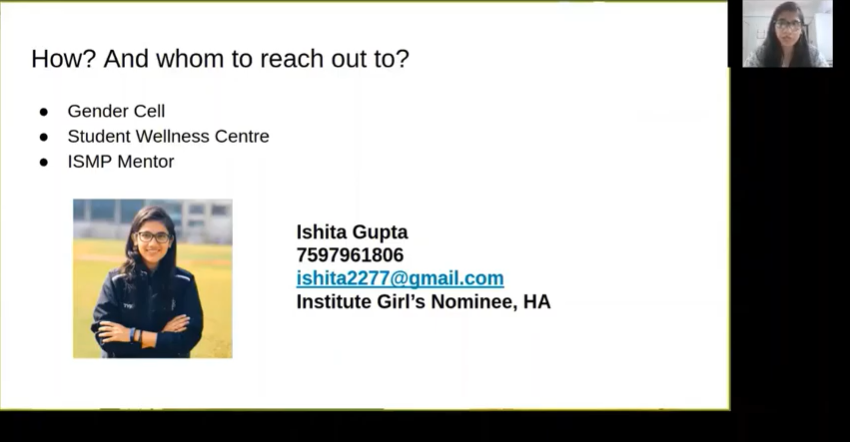 How? And whom to reach out to?
● Gender Cell
● Student Wellness Centre
● ISMP Mentor
Ishita Gupta
7597961806
ishita2277@gmail.com
Institute Girl's Nominee, HA